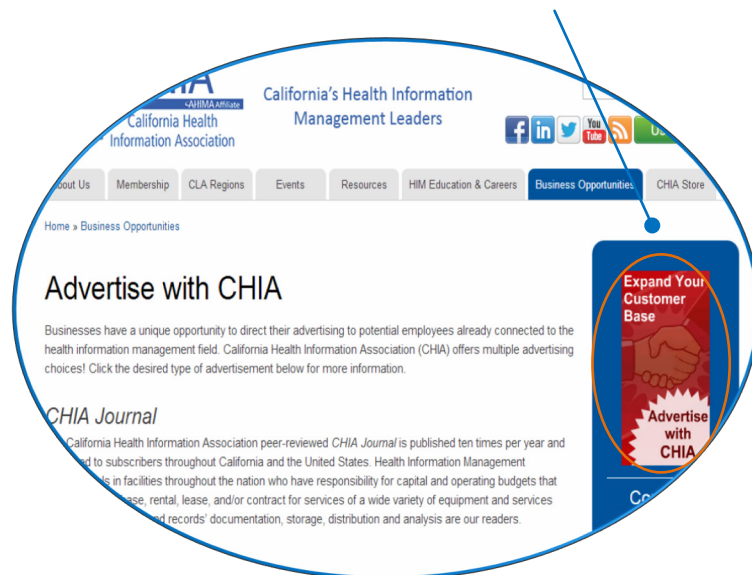 AHIMA Affiliate
California Health
Information Association
California's Health Information
Management Leaders
f in You
Tube
About Us Membership CLA Regions Events Resources HIM Education & Careers Business Opportunities CHIA Store
Home » Business Opportunities
Advertise with CHIA
Businesses have a unique opportunity to direct their advertising to potential employees already connected to the
health information management field. California Health Information Association (CHIA) offers multiple advertising
choices! Click the desired type of advertisement below for more information.
CHIA Journal
California Health Information Association peer-reviewed CHIA Journal is published ten times per year and
to subscribers throughout California and the United States. Health Information Management
in facilities throughout the nation who have responsibility for capital and operating budgets that
rental, lease, and/or contract for services of a wide variety of equipment and services
records' documentation, storage, distribution and analysis are our readers.
Expand Your
Customer
Base
Advertise
with
CHIA